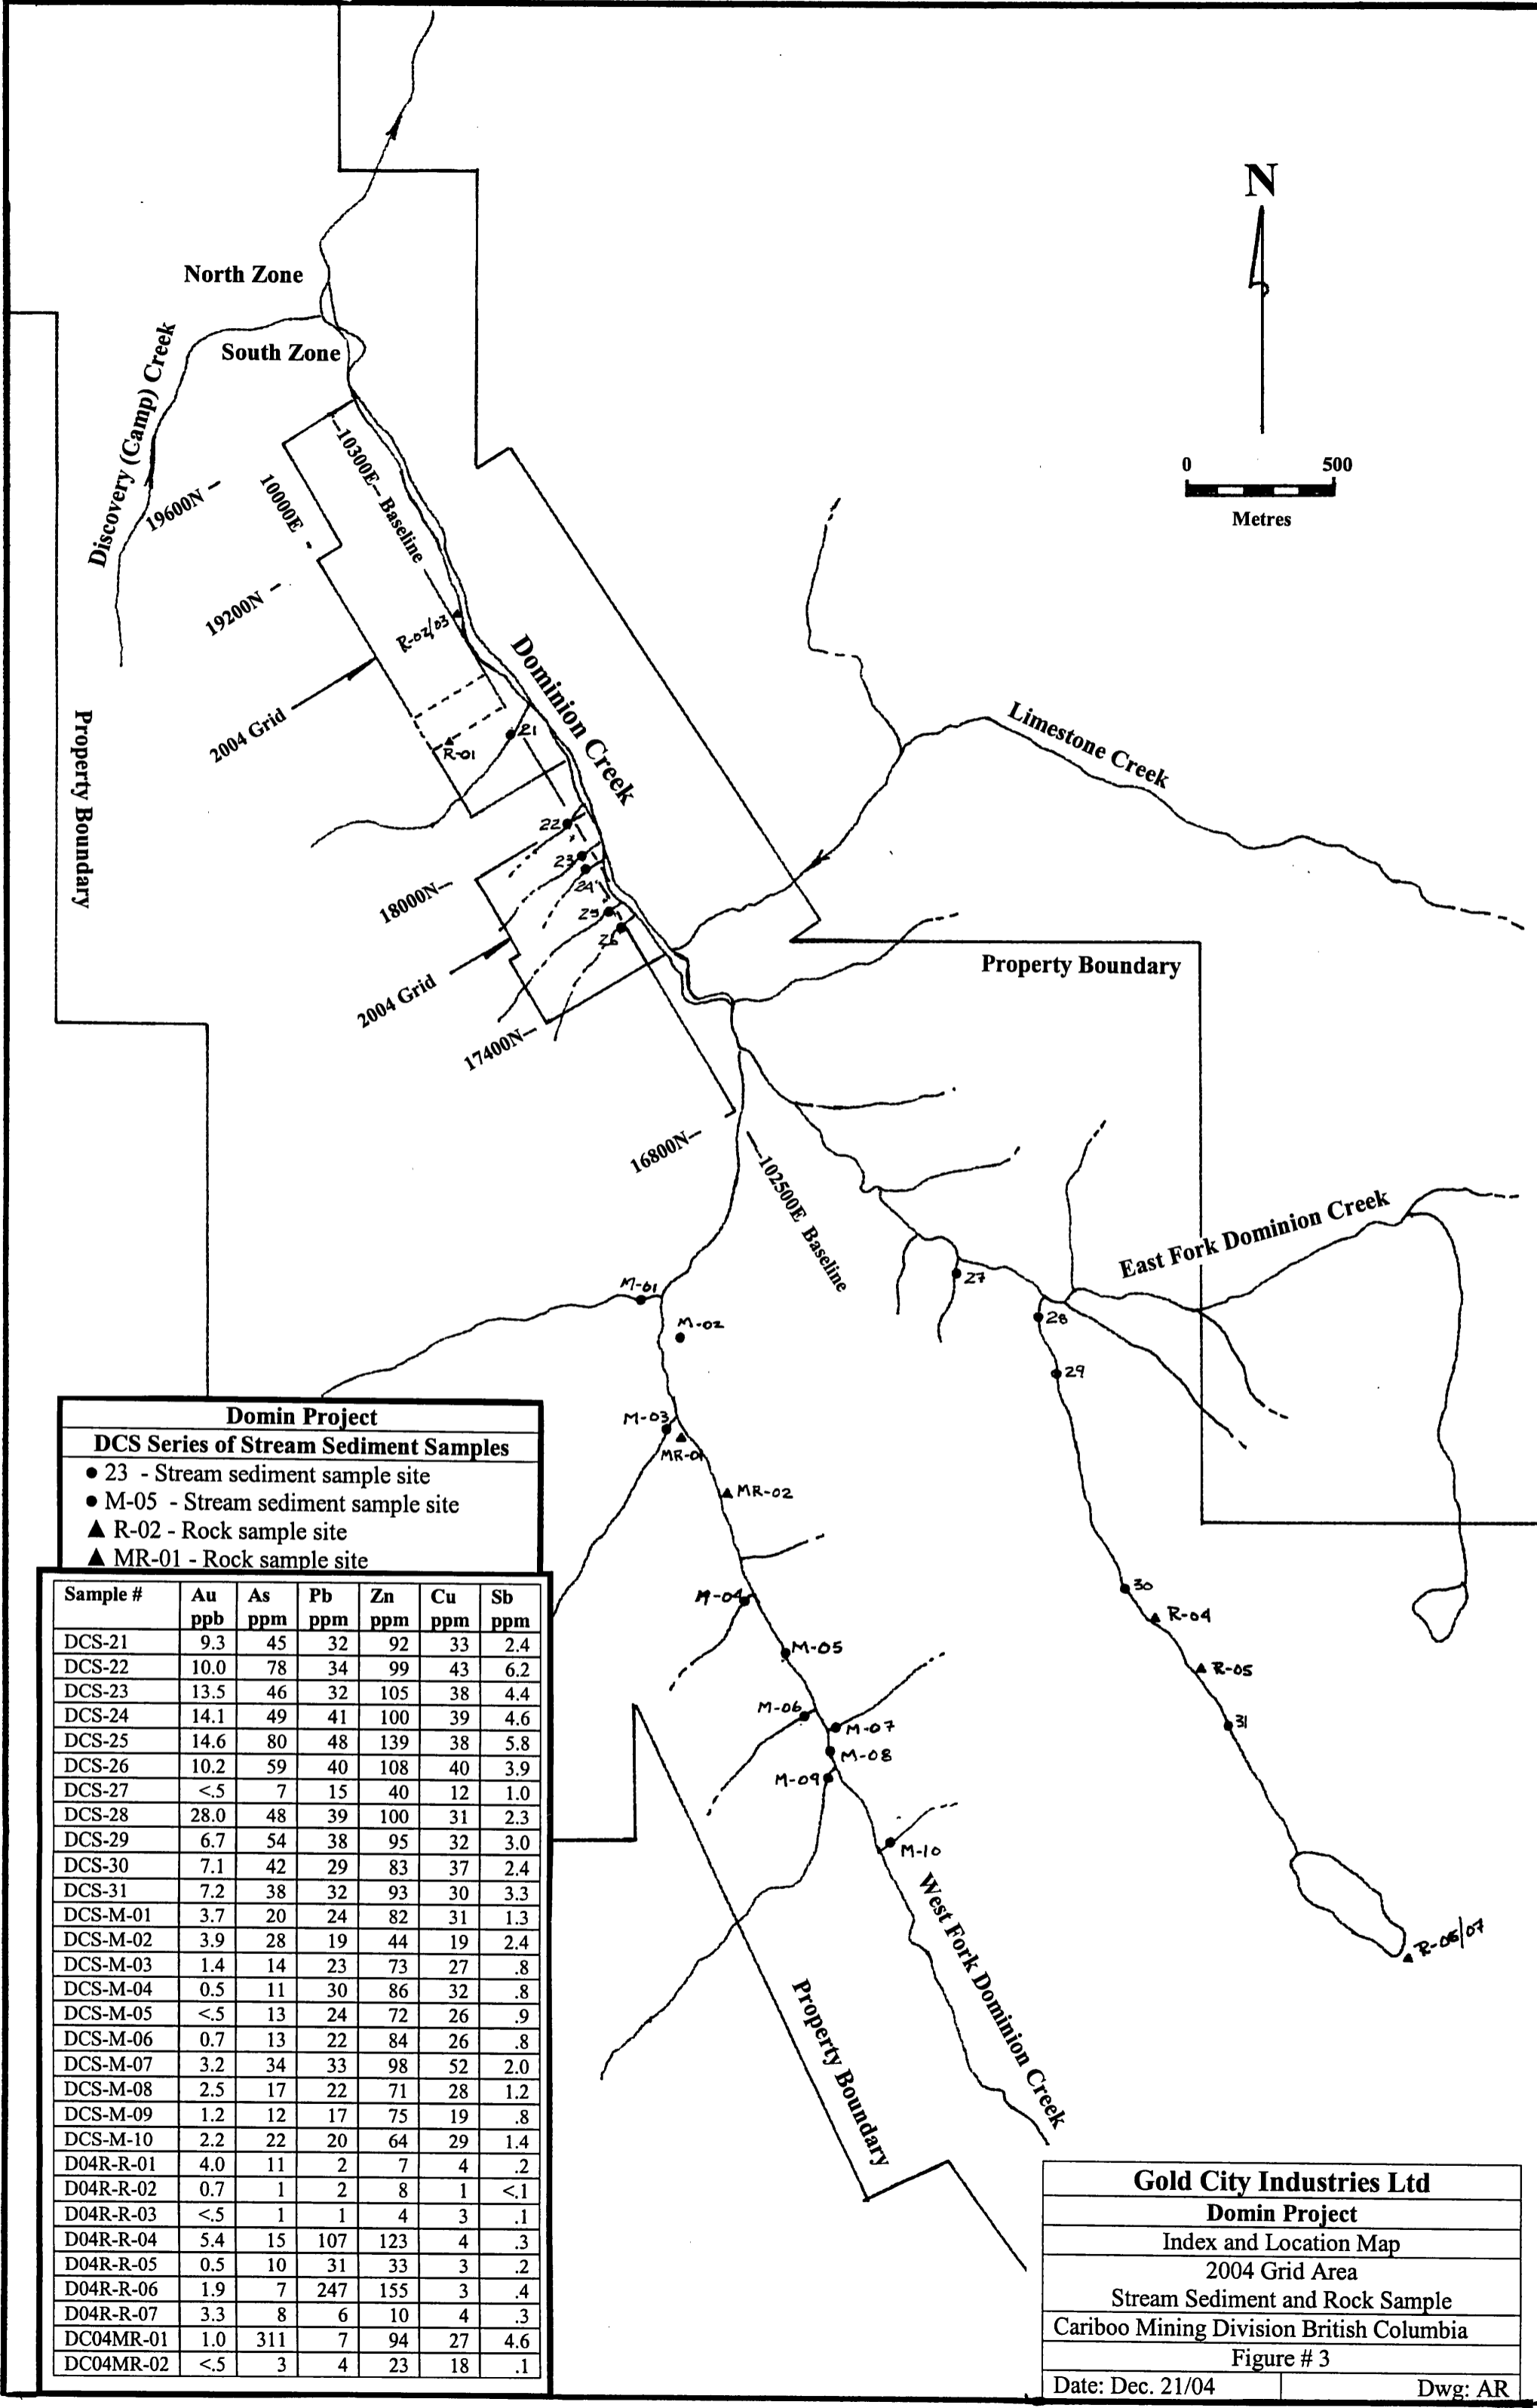 N
North Zone
South Zone
Discovery (Camp) Creek
0 500
Metres
19600N
10000E
10300E Baseline
19200N
R-02/03
Dominion Creek
2004 Grid
R-01
21
Limestone Creek
Property Boundary
22
23
24
25
26
18000N
2004 Grid
17400N
Property Boundary
16800N
102500E Baseline
East Fork Dominion Creek
M-01
27
M-02
28
29
M-03
MR-01
MR-02
30
R-04
M-04
M-05
R-05
M-06
M-07
31
M-08
M-09
M-10
West Fork Dominion Creek
R-06/07
Property Boundary
Domin Project
DCS Series of Stream Sediment Samples
● 23 - Stream sediment sample site
● M-05 - Stream sediment sample site
▲ R-02 - Rock sample site
▲ MR-01 - Rock sample site
Sample # Au As Pb Zn Cu Sb
ppb ppm ppm ppm ppm ppm
DCS-21 9.3 45 32 92 33 2.4
DCS-22 10.0 78 34 99 43 6.2
DCS-23 13.5 46 32 105 38 4.4
DCS-24 14.1 49 41 100 39 4.6
DCS-25 14.6 80 48 139 38 5.8
DCS-26 10.2 59 40 108 40 3.9
DCS-27 <.5 7 15 40 12 1.0
DCS-28 28.0 48 39 100 31 2.3
DCS-29 6.7 54 38 95 32 3.0
DCS-30 7.1 42 29 83 37 2.4
DCS-31 7.2 38 32 93 30 3.3
DCS-M-01 3.7 20 24 82 31 1.3
DCS-M-02 3.9 28 19 44 19 2.4
DCS-M-03 1.4 14 23 73 27 .8
DCS-M-04 0.5 11 30 86 32 .8
DCS-M-05 <.5 13 24 72 26 .9
DCS-M-06 0.7 13 22 84 26 .8
DCS-M-07 3.2 34 33 98 52 2.0
DCS-M-08 2.5 17 22 71 28 1.2
DCS-M-09 1.2 12 17 75 19 .8
DCS-M-10 2.2 22 20 64 29 1.4
D04R-R-01 4.0 11 2 7 4 .2
D04R-R-02 0.7 1 2 8 1 <.1
D04R-R-03 <.5 1 1 4 3 .1
D04R-R-04 5.4 15 107 123 4 .3
D04R-R-05 0.5 10 31 33 3 .2
D04R-R-06 1.9 7 247 155 3 .4
D04R-R-07 3.3 8 6 10 4 .3
DC04MR-01 1.0 311 7 94 27 4.6
DC04MR-02 <.5 3 4 23 18 .1
Gold City Industries Ltd
Domin Project
Index and Location Map
2004 Grid Area
Stream Sediment and Rock Sample
Cariboo Mining Division British Columbia
Figure # 3
Date: Dec. 21/04 Dwg: AR